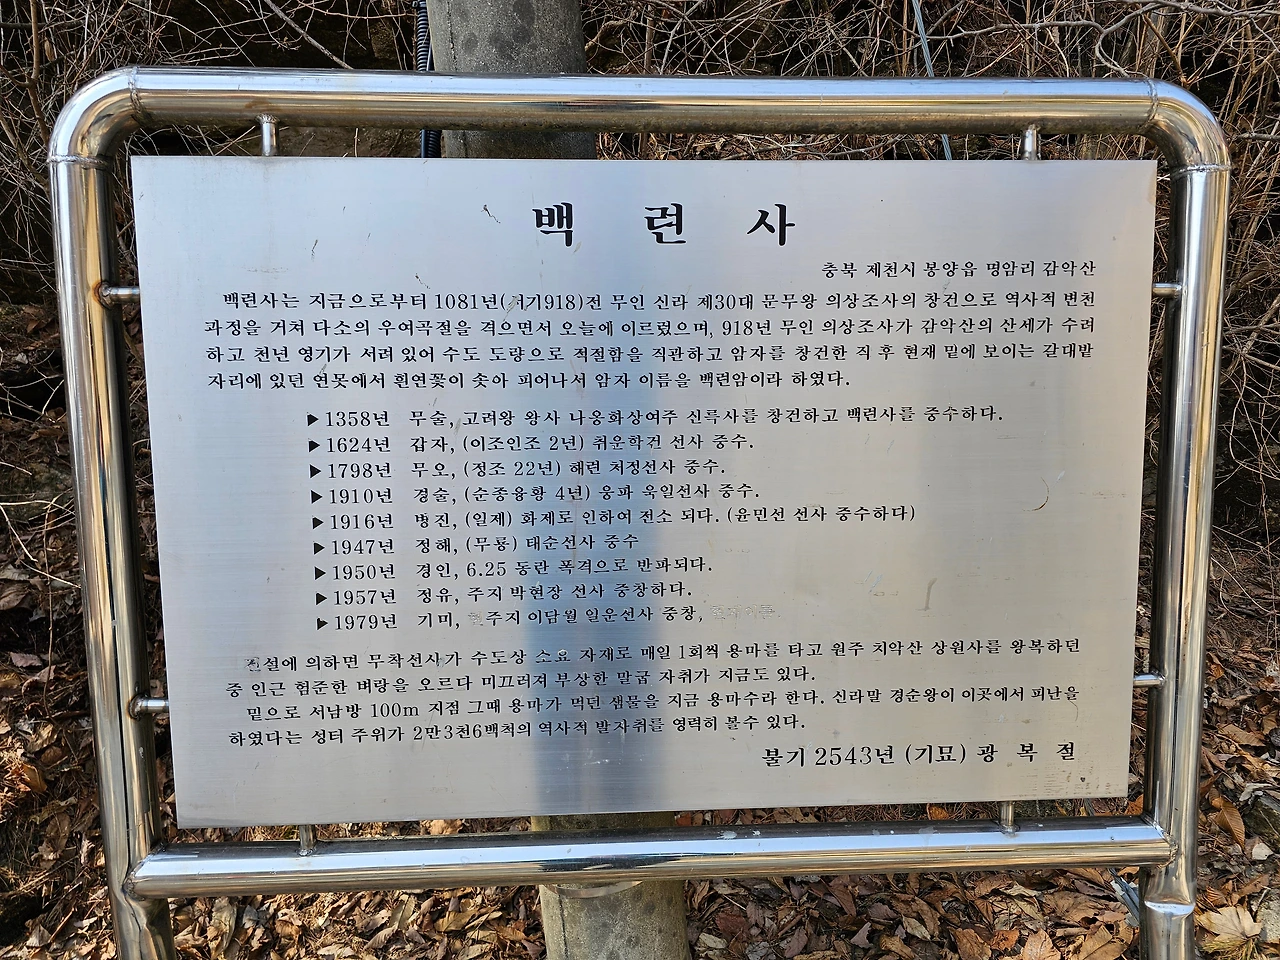 백 련 사
충북 제천시 봉양읍 명암리 감악산
백련사는 지금으로부터 1081년(서기918)전 무인 신라 제30대 문무왕 의상조사의 창건으로 역사적 변천
과정을 거쳐 다소의 우여곡절을 격으면서 오늘에 이르렀으며, 918년 무인 의상조사가 감악산의 산세가 수려
하고 천년 영기가 서려 있어 수도 도량으로 적절함을 직관하고 암자를 창건한 직 후 현재 밑에 보이는 갈대밭
자리에 있던 연못에서 흰연꽃이 솟아 피어나서 암자 이름을 백련암이라 하였다.
▶1358년 무술, 고려왕 왕사 나옹화상여주 신륵사를 창건하고 백련사를 중수하다.
▶1624년 갑자, (이조인조 2년) 취운학건 선사 중수.
▶1798년 무오, (정조 22년) 해련 처정선사 중수.
▶1910년 경술, (순종융황 4년) 웅파 욱일선사 중수.
▶1916년 병진, (일제) 화제로 인하여 전소 되다. (윤민선 선사 중수하다)
▶1947년 정해, (무룡) 태순선사 중수
▶1950년 경인, 6.25 동란 폭격으로 반파되다.
▶1957년 정유, 주지 박현장 선사 중창하다.
▶1979년 기미, 주지 이담월 일운선사 중창,
전설에 의하면 무착선사가 수도상 소요 자재로 매일 1회씩 용마를 타고 원주 치악산 상원사를 왕복하던
중 인근 험준한 벼랑을 오르다 미끄러져 부상한 말굽 자취가 지금도 있다.
밑으로 서남방 100m 지점 그때 용마가 먹던 샘물을 지금 용마수라 한다. 신라말 경순왕이 이곳에서 피난을
하였다는 성터 주위가 2만3천6백척의 역사적 발자취를 영력히 볼수 있다.
불기 2543년 (기묘) 광 복 절